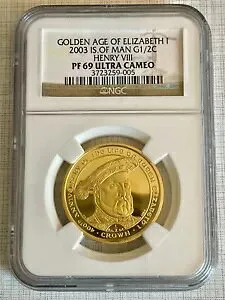 GOLDEN AGE OF ELIZABETH I
2003 IS OF MAN G1/2C
HENRY VIII
PF 69 ULTRA CAMEO
3723259-005
NGC
CROWN